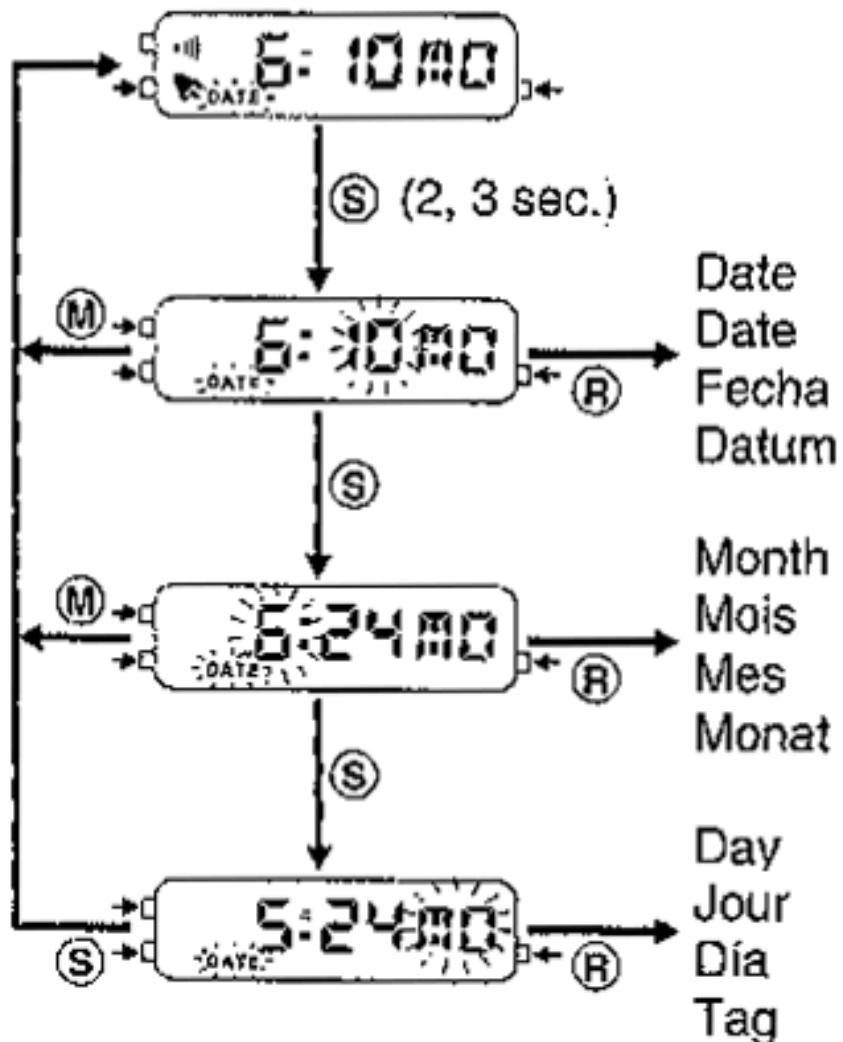 6: 10 MO
DATE
S (2, 3 sec.)
M
6: 10 MO
DATE
R
Date
Date
Fecha
Datum
S
M
6:24 MO
DATE
R
Month
Mois
Mes
Monat
S
5:24 MO
DATE
S
R
Day
Jour
Día
Tag